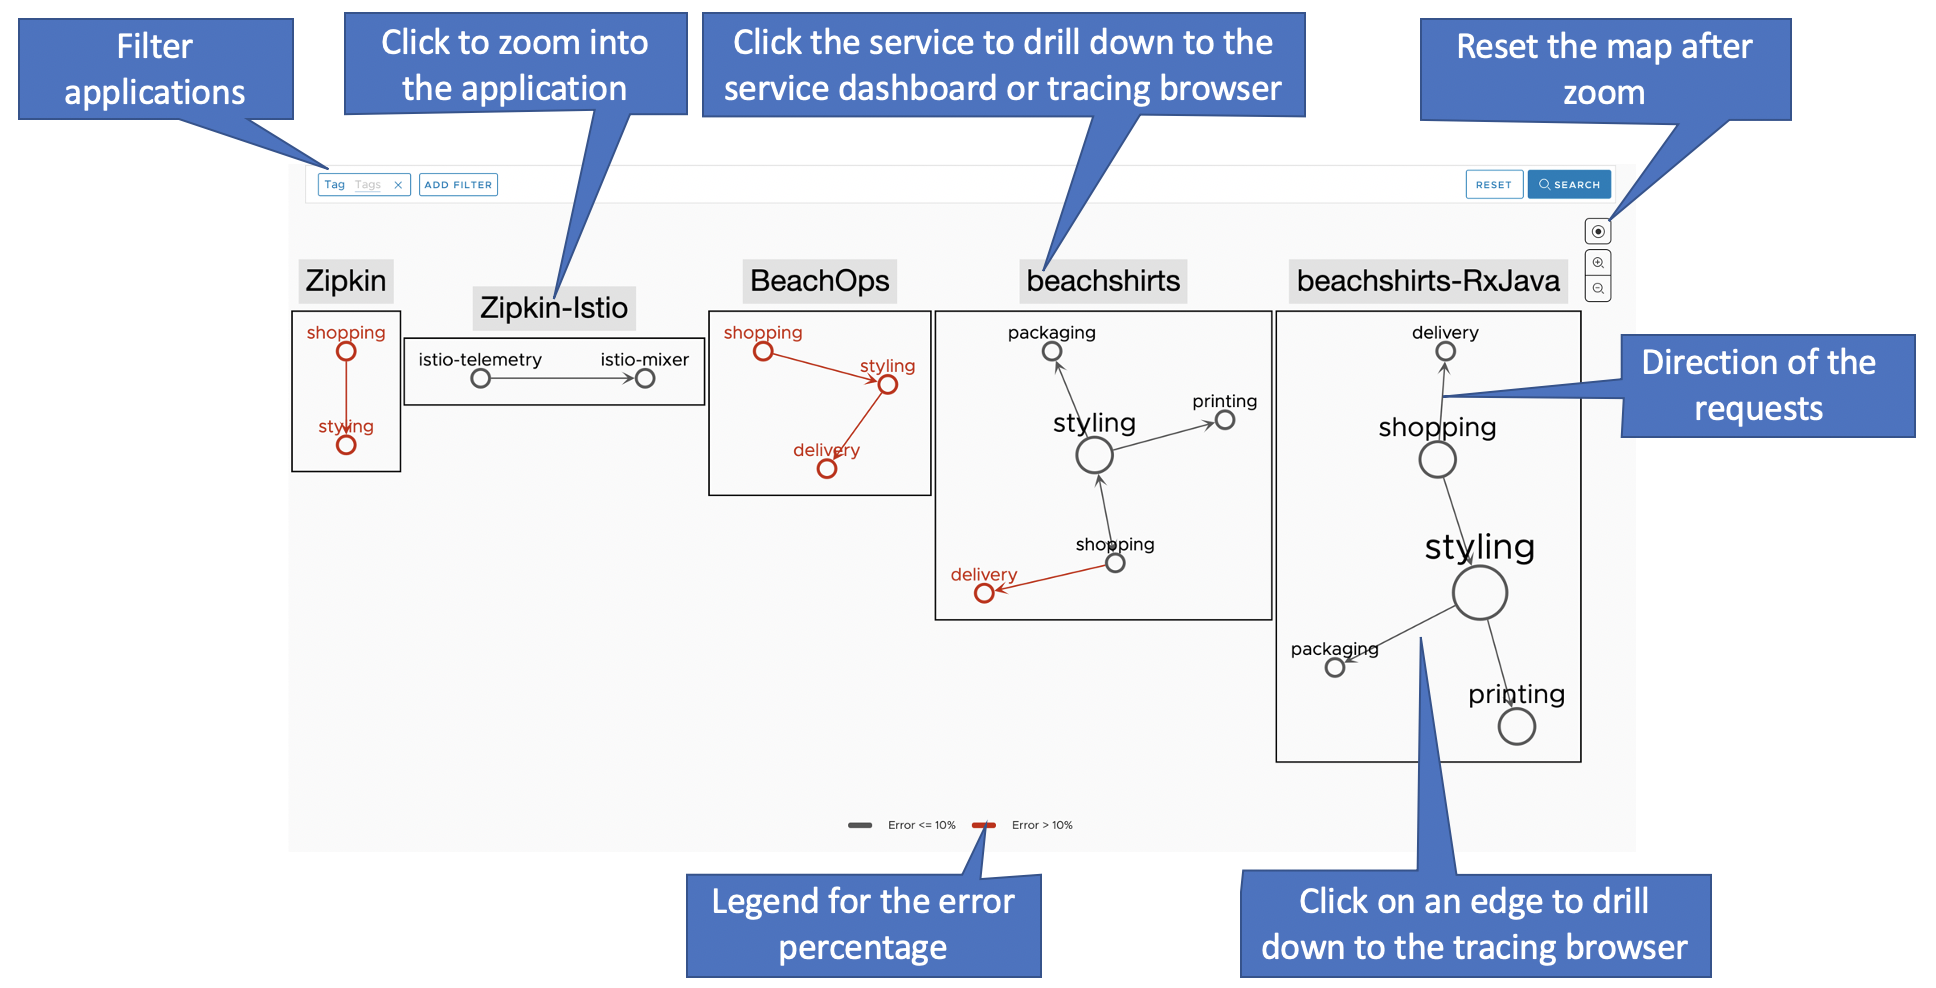 Filter
applications
Click to zoom into
the application
Click the service to drill down to the
service dashboard or tracing browser
Reset the map after
zoom
Tag Tags ×
ADD FILTER
RESET
SEARCH
Zipkin
shopping
styling
Zipkin-Istio
istio-telemetry
istio-mixer
BeachOps
shopping
styling
delivery
beachshirts
packaging
printing
styling
shopping
delivery
beachshirts-RxJava
delivery
shopping
styling
packaging
printing
Direction of the
requests
Error <= 10%
Error > 10%
Legend for the error
percentage
Click on an edge to drill
down to the tracing browser